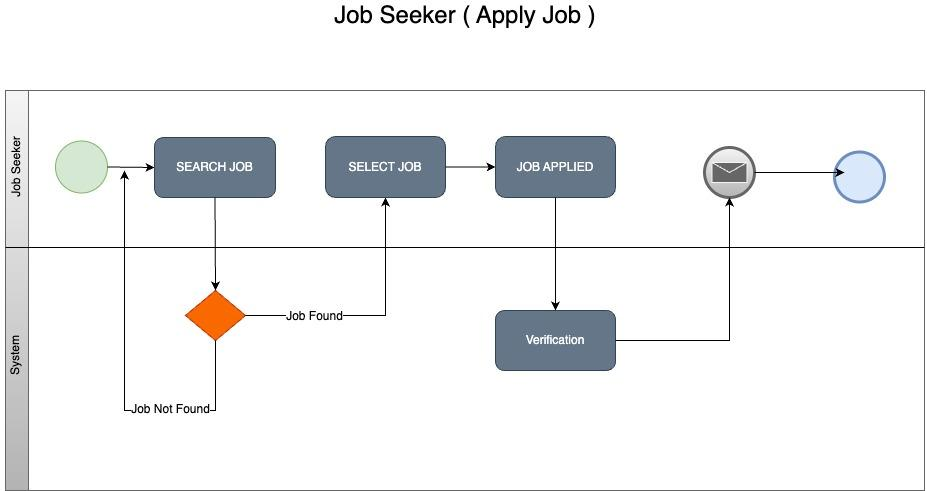 Job Seeker ( Apply Job )
Job Seeker
SEARCH JOB
SELECT JOB
JOB APPLIED
System
Job Found
Verification
Job Not Found